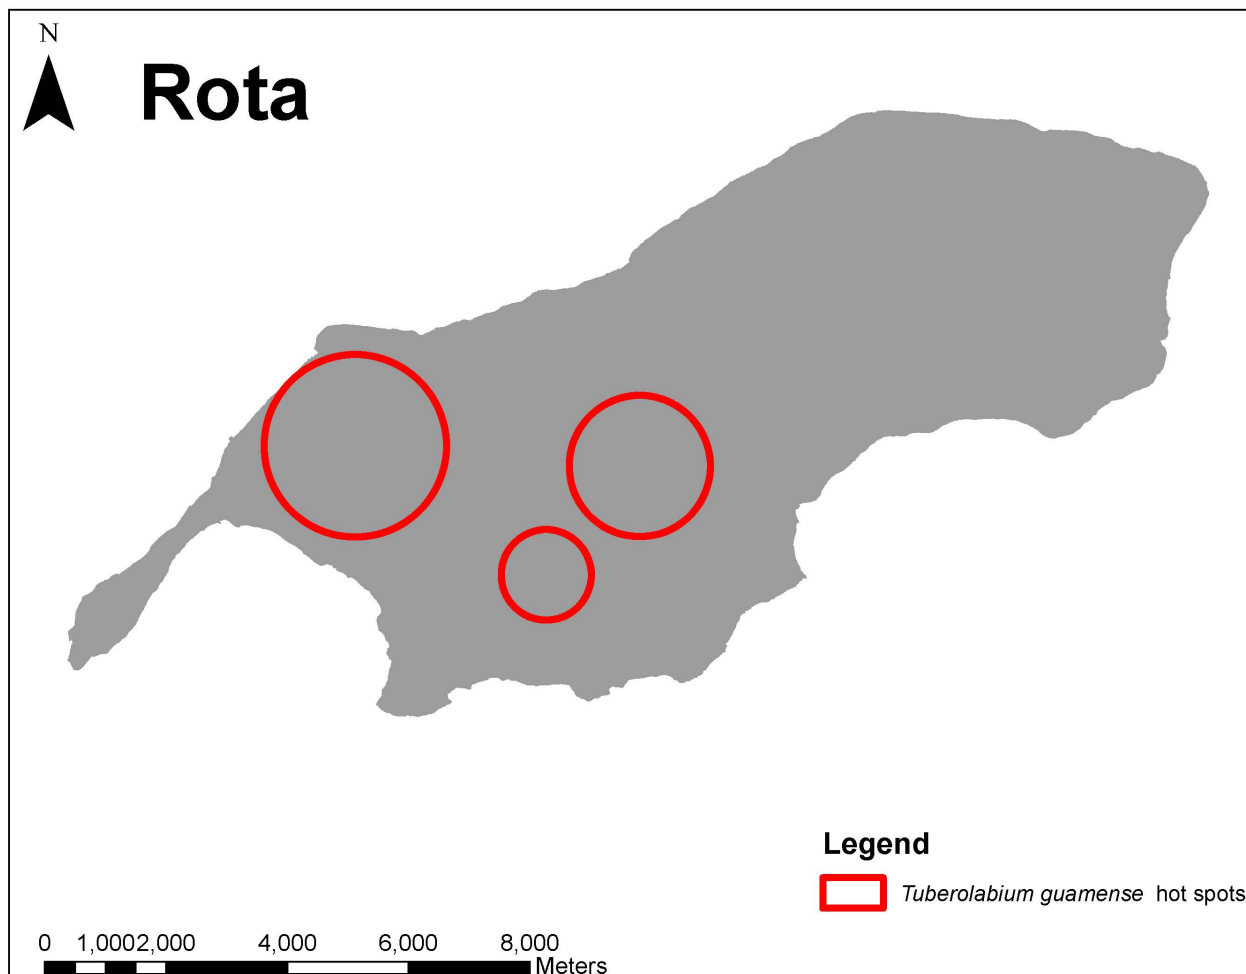 N
Rota
Legend
Tuberolabium guamense hot spots
0 1,0002,000 4,000 6,000 8,000
Meters